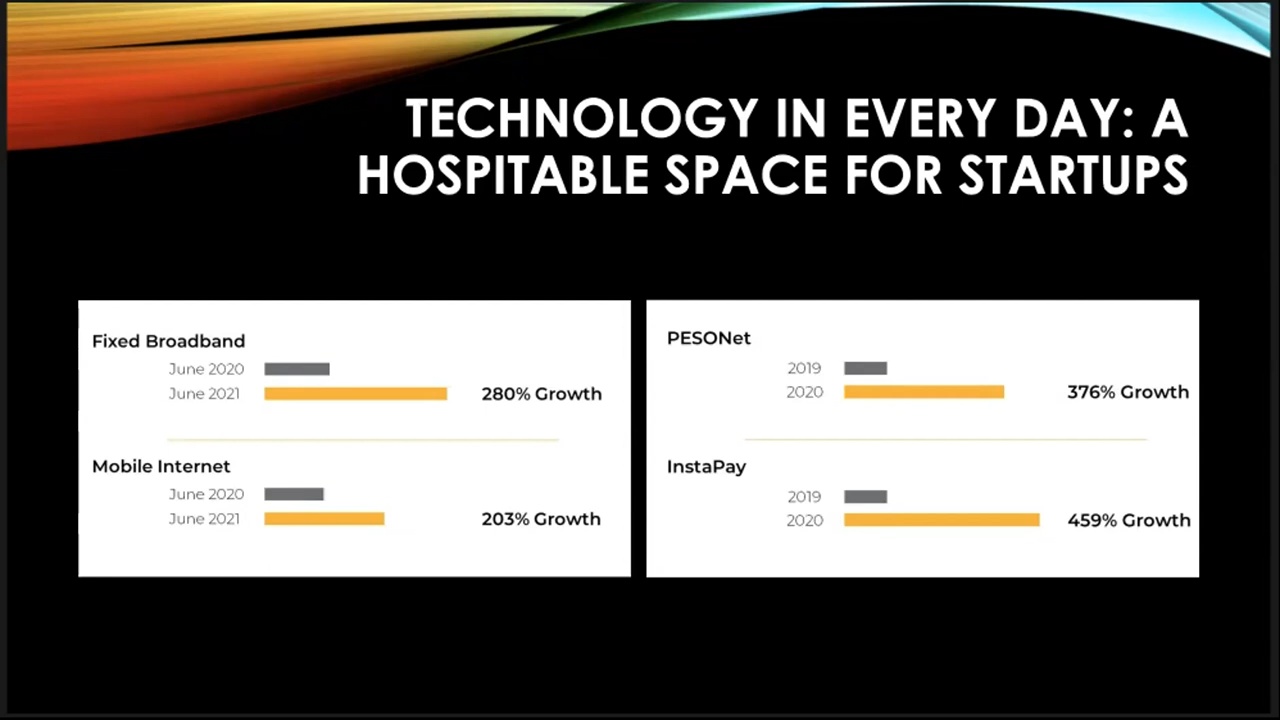 TECHNOLOGY IN EVERY DAY: A
HOSPITABLE SPACE FOR STARTUPS
Fixed Broadband
June 2020
June 2021 280% Growth
Mobile Internet
June 2020
June 2021 203% Growth
PESONet
2019
2020 376% Growth
InstaPay
2019
2020 459% Growth